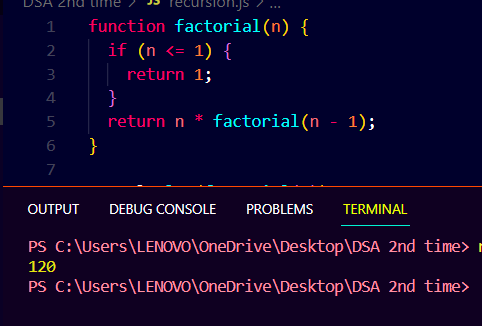 DSA 2nd time > JS recursion.js > ...
1 function factorial(n) {
2 if (n <= 1) {
3 return 1;
4 }
5 return n * factorial(n - 1);
6 }
7
OUTPUT DEBUG CONSOLE PROBLEMS TERMINAL
PS C:\Users\LENOVO\OneDrive\Desktop\DSA 2nd time>
120
PS C:\Users\LENOVO\OneDrive\Desktop\DSA 2nd time>